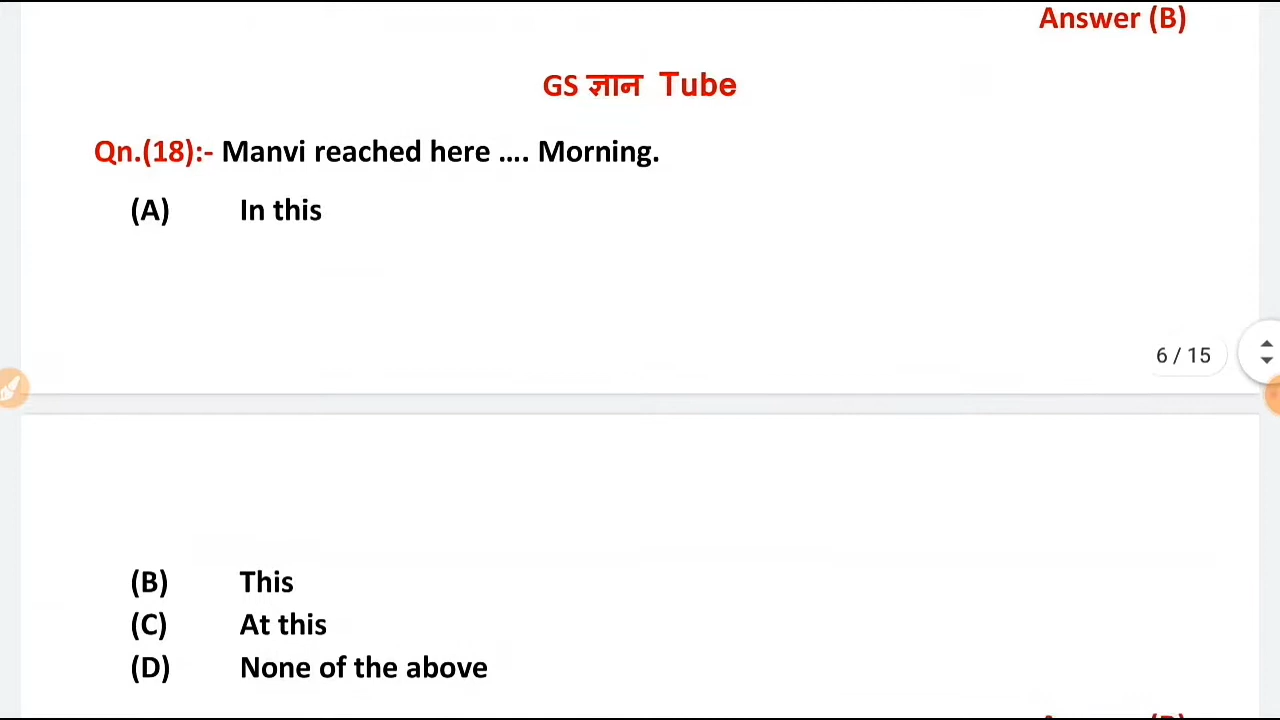 Answer (B)
GS ज्ञान Tube
Qn.(18):- Manvi reached here .... Morning.
(A) In this
6 / 15
(B) This
(C) At this
(D) None of the above